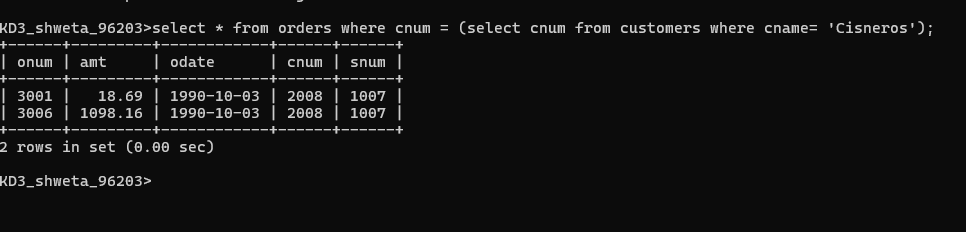 KD3_shweta_96203>select * from orders where cnum = (select cnum from customers where cname= 'Cisneros');
+------+---------+------------+------+------+
| onum | amt     | odate      | cnum | snum |
+------+---------+------------+------+------+
| 3001 |   18.69 | 1990-10-03 | 2008 | 1007 |
| 3006 | 1098.16 | 1990-10-03 | 2008 | 1007 |
+------+---------+------------+------+------+
2 rows in set (0.00 sec)
KD3_shweta_96203>